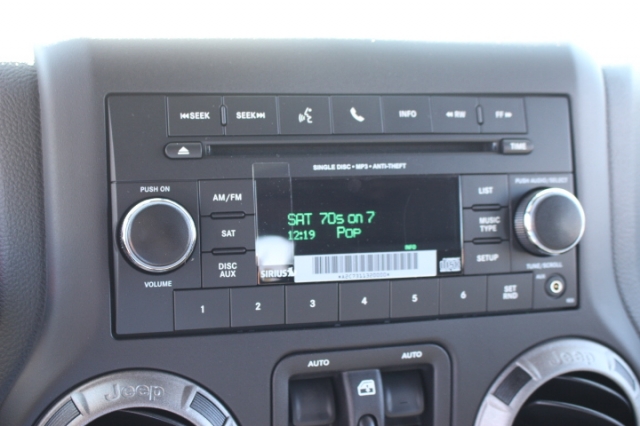 SEEK
SEEK
INFO
RW
FF
TIME
SINGLE DISC • MP3 • ANTI-THEFT
PUSH ON
VOLUME
AM/FM
SAT
DISC
AUX
SAT 70s on 7
12:19 Pop
INFO
SIRIUS
LIST
MUSIC
TYPE
SETUP
PUSH AUDIO/SELECT
TUNE/SCROLL
AUX
1 2 3 4 5 6
SET
RND
AUTO
AUTO
Jeep
Jeep